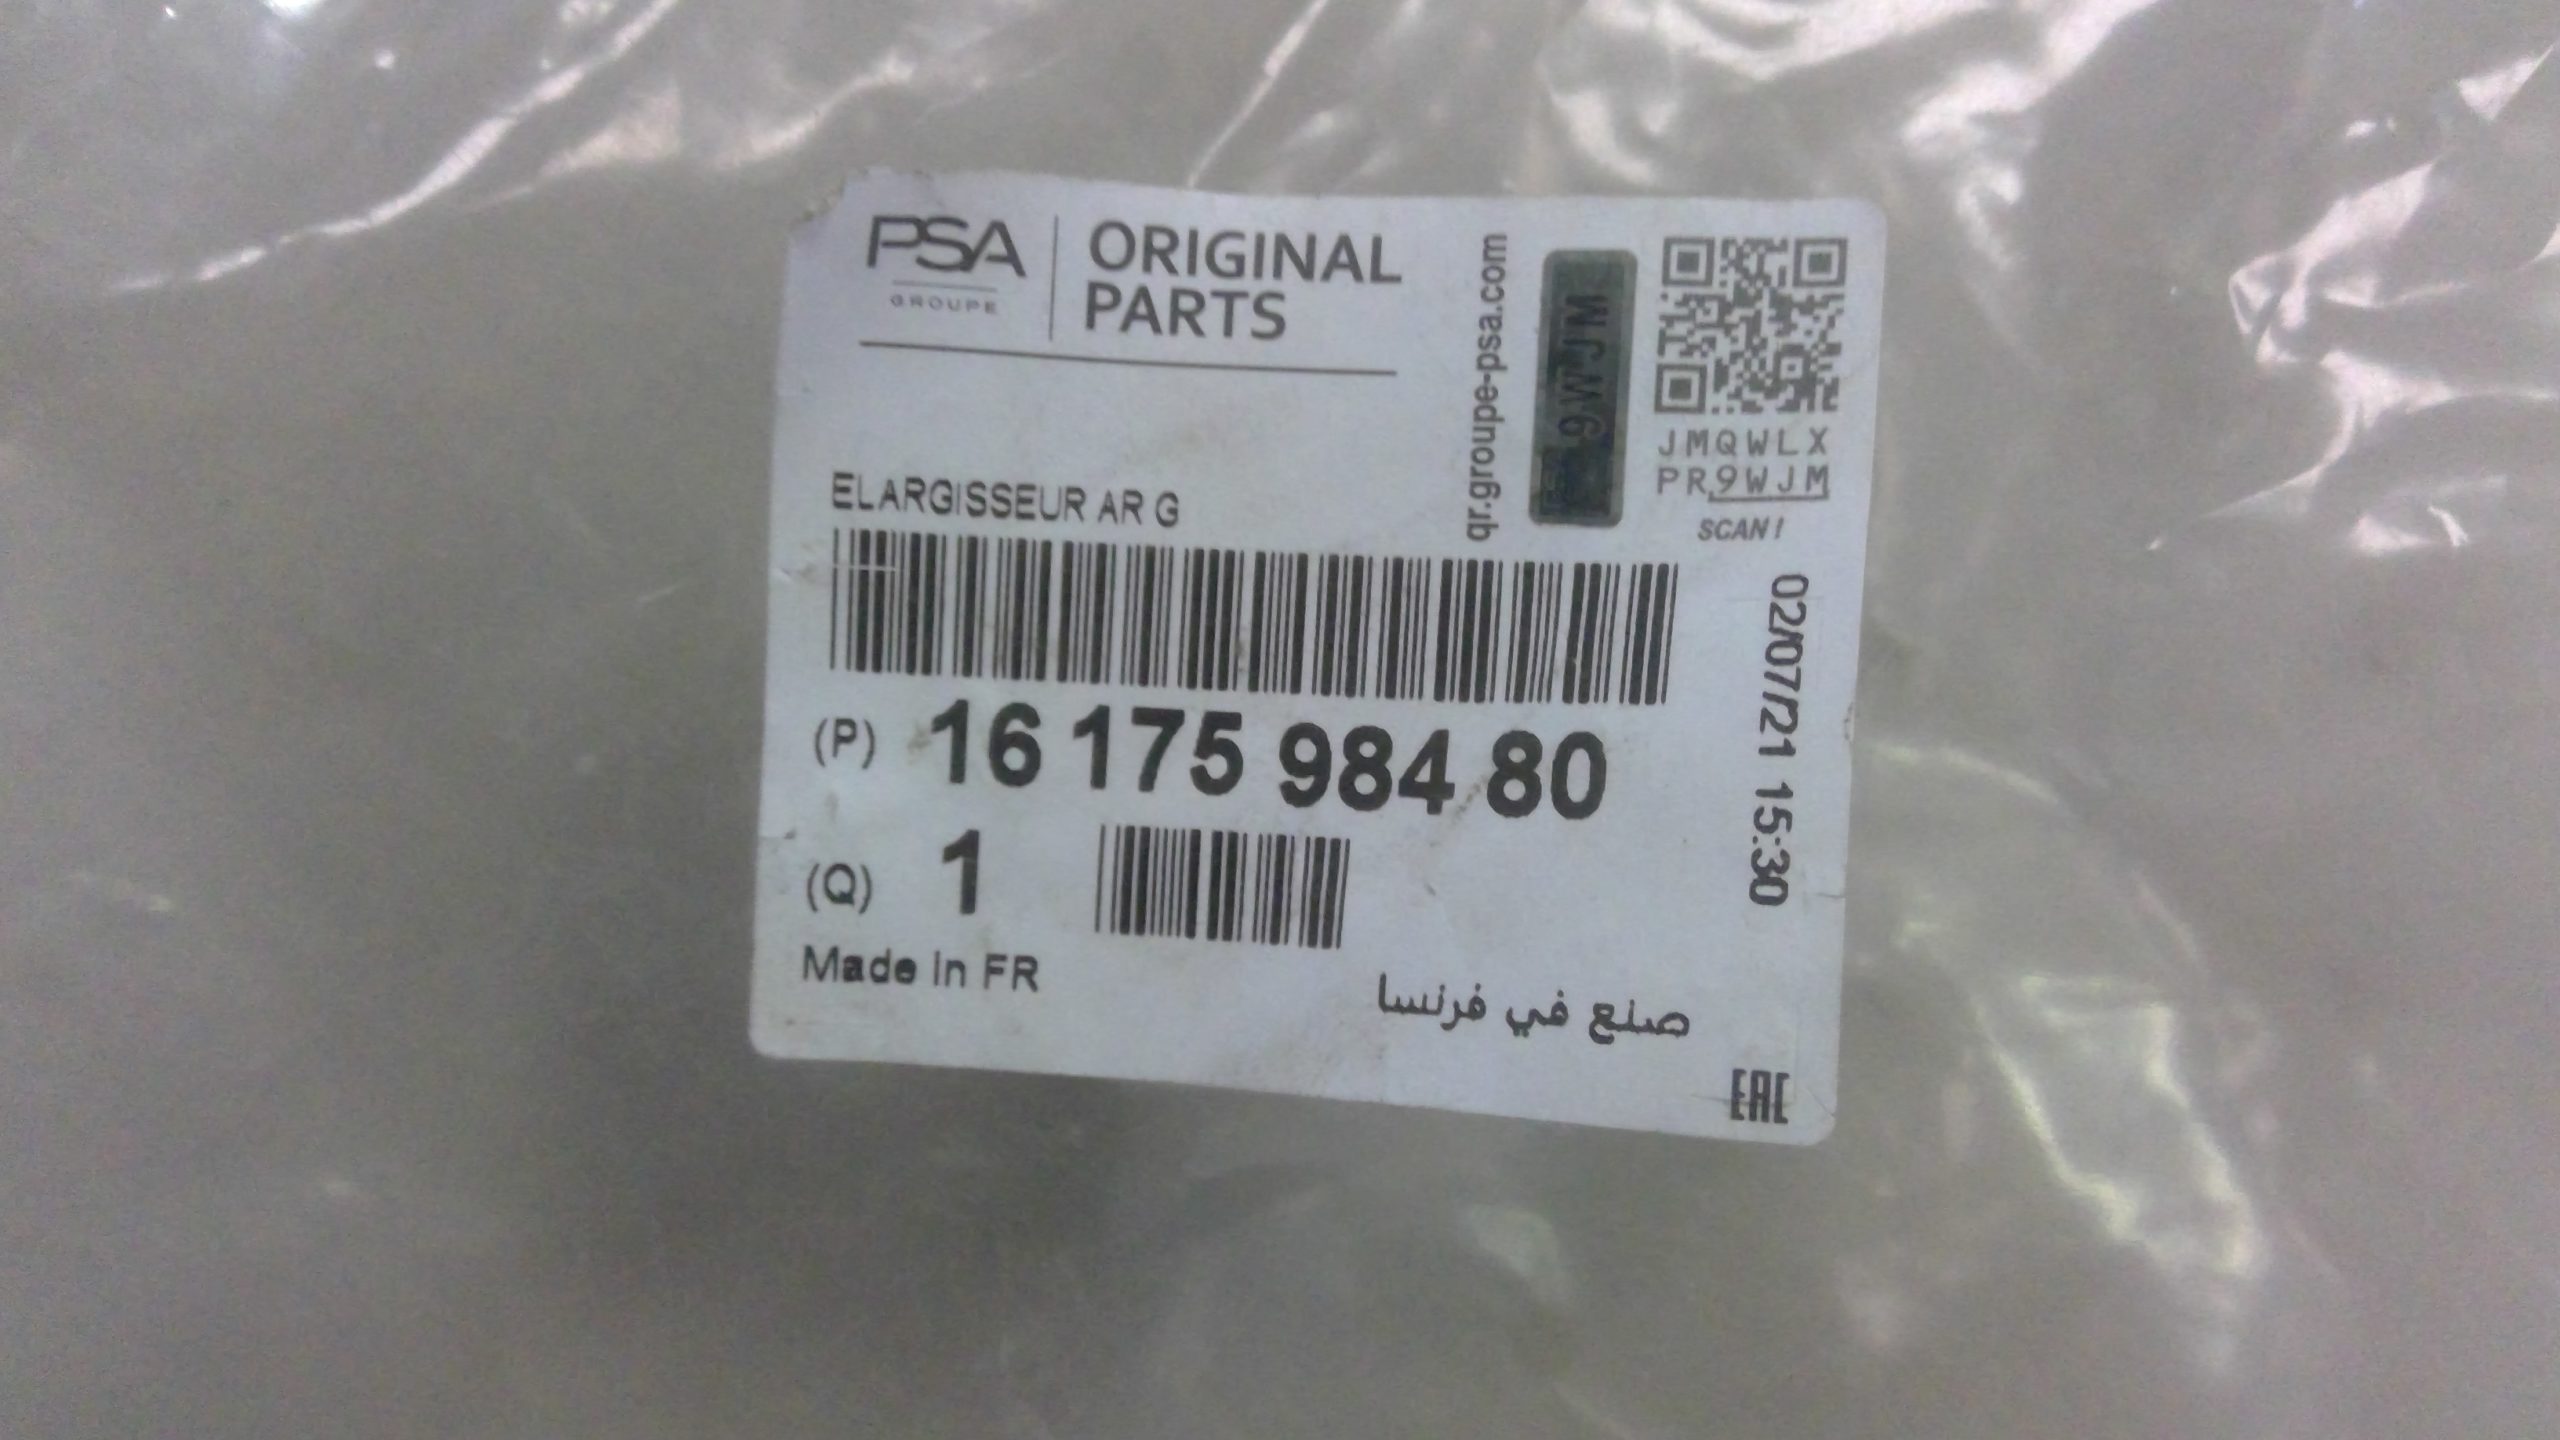 PSA
GROUPE
ORIGINAL
PARTS
qr.groupe-psa.com
9WJM
JMQWLX
PR9WJM
SCAN!
ELARGISSEUR AR G
02/07/21 15:30
(P) 16 175 984 80
(Q) 1
Made in FR
صنع في فرنسا
EAC